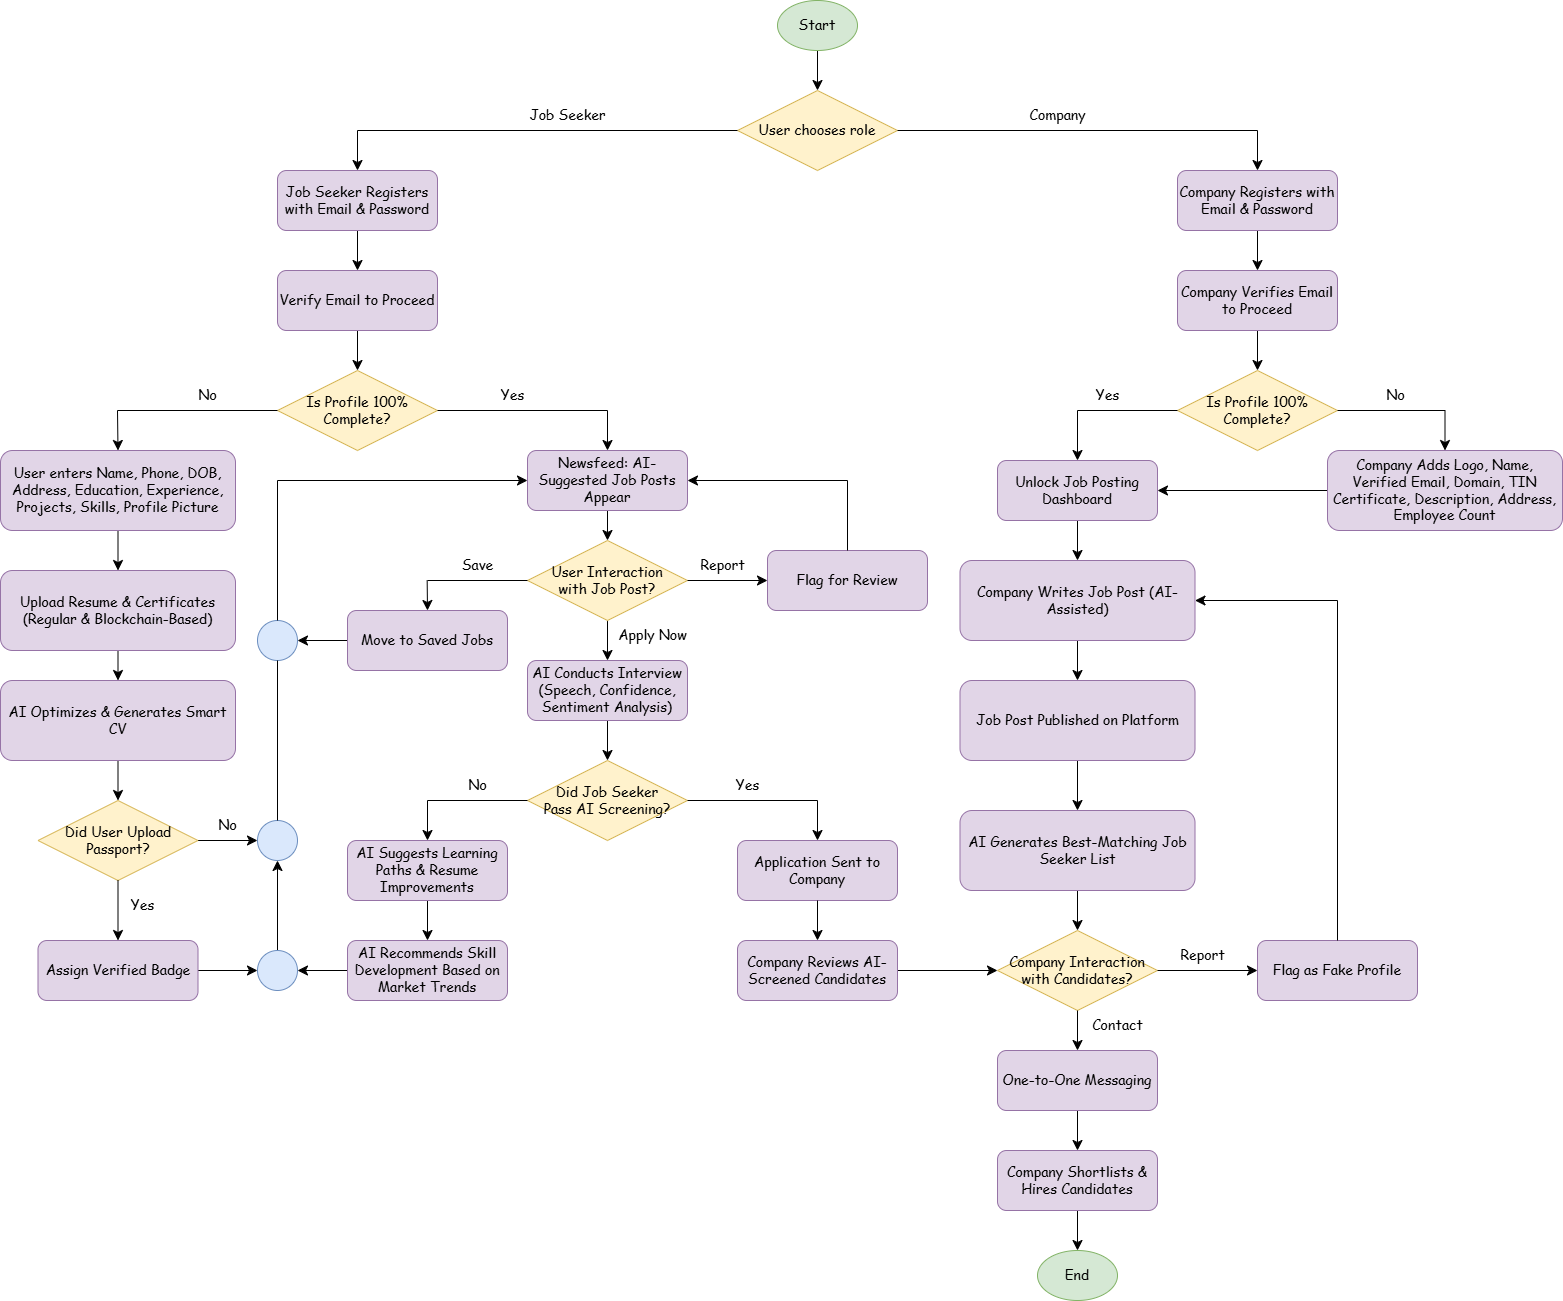 Start
Job Seeker
Company
User chooses role
Job Seeker Registers
with Email & Password
Company Registers with
Email & Password
Verify Email to Proceed
Company Verifies Email
to Proceed
No
Is Profile 100%
Complete?
Yes
Yes
Is Profile 100%
Complete?
No
User enters Name, Phone, DOB,
Address, Education, Experience,
Projects, Skills, Profile Picture
Newsfeed: AI-
Suggested Job Posts
Appear
Unlock Job Posting
Dashboard
Company Adds Logo, Name,
Verified Email, Domain, TIN
Certificate, Description, Address,
Employee Count
Save
User Interaction
with Job Post?
Report
Flag for Review
Upload Resume & Certificates
(Regular & Blockchain-Based)
Company Writes Job Post (AI-
Assisted)
Move to Saved Jobs
Apply Now
AI Conducts Interview
(Speech, Confidence,
Sentiment Analysis)
AI Optimizes & Generates Smart
CV
Job Post Published on Platform
No
Did Job Seeker
Pass AI Screening?
Yes
Did User Upload
Passport?
No
AI Suggests Learning
Paths & Resume
Improvements
Application Sent to
Company
AI Generates Best-Matching Job
Seeker List
Yes
Assign Verified Badge
AI Recommends Skill
Development Based on
Market Trends
Company Reviews AI-
Screened Candidates
Company Interaction
with Candidates?
Report
Flag as Fake Profile
Contact
One-to-One Messaging
Company Shortlists &
Hires Candidates
End